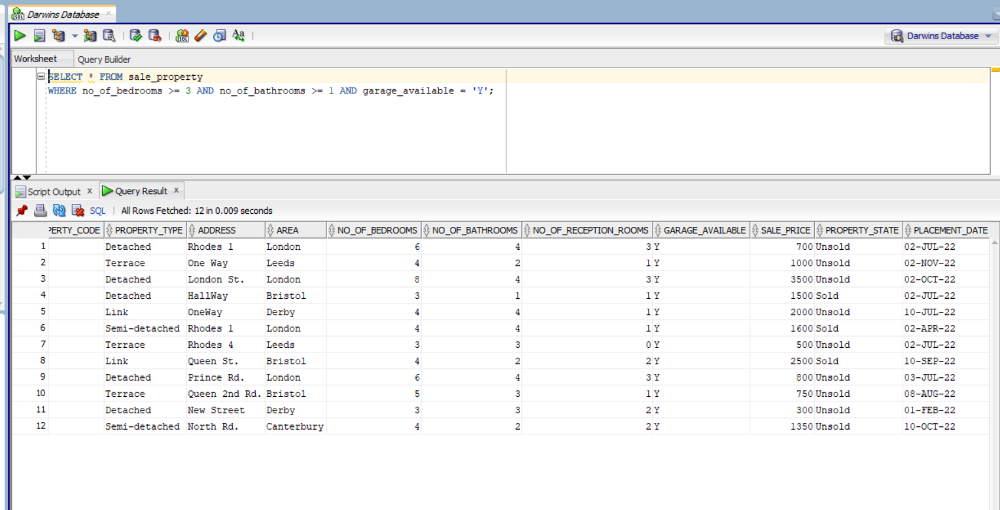 Darwins Database
Darwins Database
Worksheet Query Builder
SELECT * FROM sale_property
WHERE no_of_bedrooms >= 3 AND no_of_bathrooms >= 1 AND garage_available = 'Y';
Script Output x Query Result x
SQL | All Rows Fetched: 12 in 0.009 seconds
PERTY_CODE PROPERTY_TYPE ADDRESS AREA NO_OF_BEDROOMS NO_OF_BATHROOMS NO_OF_RECEPTION_ROOMS GARAGE_AVAILABLE SALE_PRICE PROPERTY_STATE PLACEMENT_DATE
1 Detached Rhodes 1 London 6 4 3 Y 700 Unsold 02-JUL-22
2 Terrace One Way Leeds 4 2 1 Y 1000 Unsold 02-NOV-22
3 Detached London St. London 8 4 3 Y 3500 Unsold 02-OCT-22
4 Detached HallWay Bristol 3 1 1 Y 1500 Sold 02-JUL-22
5 Link OneWay Derby 4 4 1 Y 2000 Unsold 10-JUL-22
6 Semi-detached Rhodes 1 London 4 4 1 Y 1600 Sold 02-APR-22
7 Terrace Rhodes 4 Leeds 3 3 0 Y 500 Unsold 02-JUL-22
8 Link Queen St. Bristol 4 2 2 Y 2500 Sold 10-SEP-22
9 Detached Prince Rd. London 6 4 3 Y 800 Unsold 03-JUL-22
10 Terrace Queen 2nd Rd. Bristol 5 3 1 Y 750 Unsold 08-AUG-22
11 Detached New Street Derby 3 3 2 Y 300 Unsold 01-FEB-22
12 Semi-detached North Rd. Canterbury 4 2 2 Y 1350 Unsold 10-OCT-22